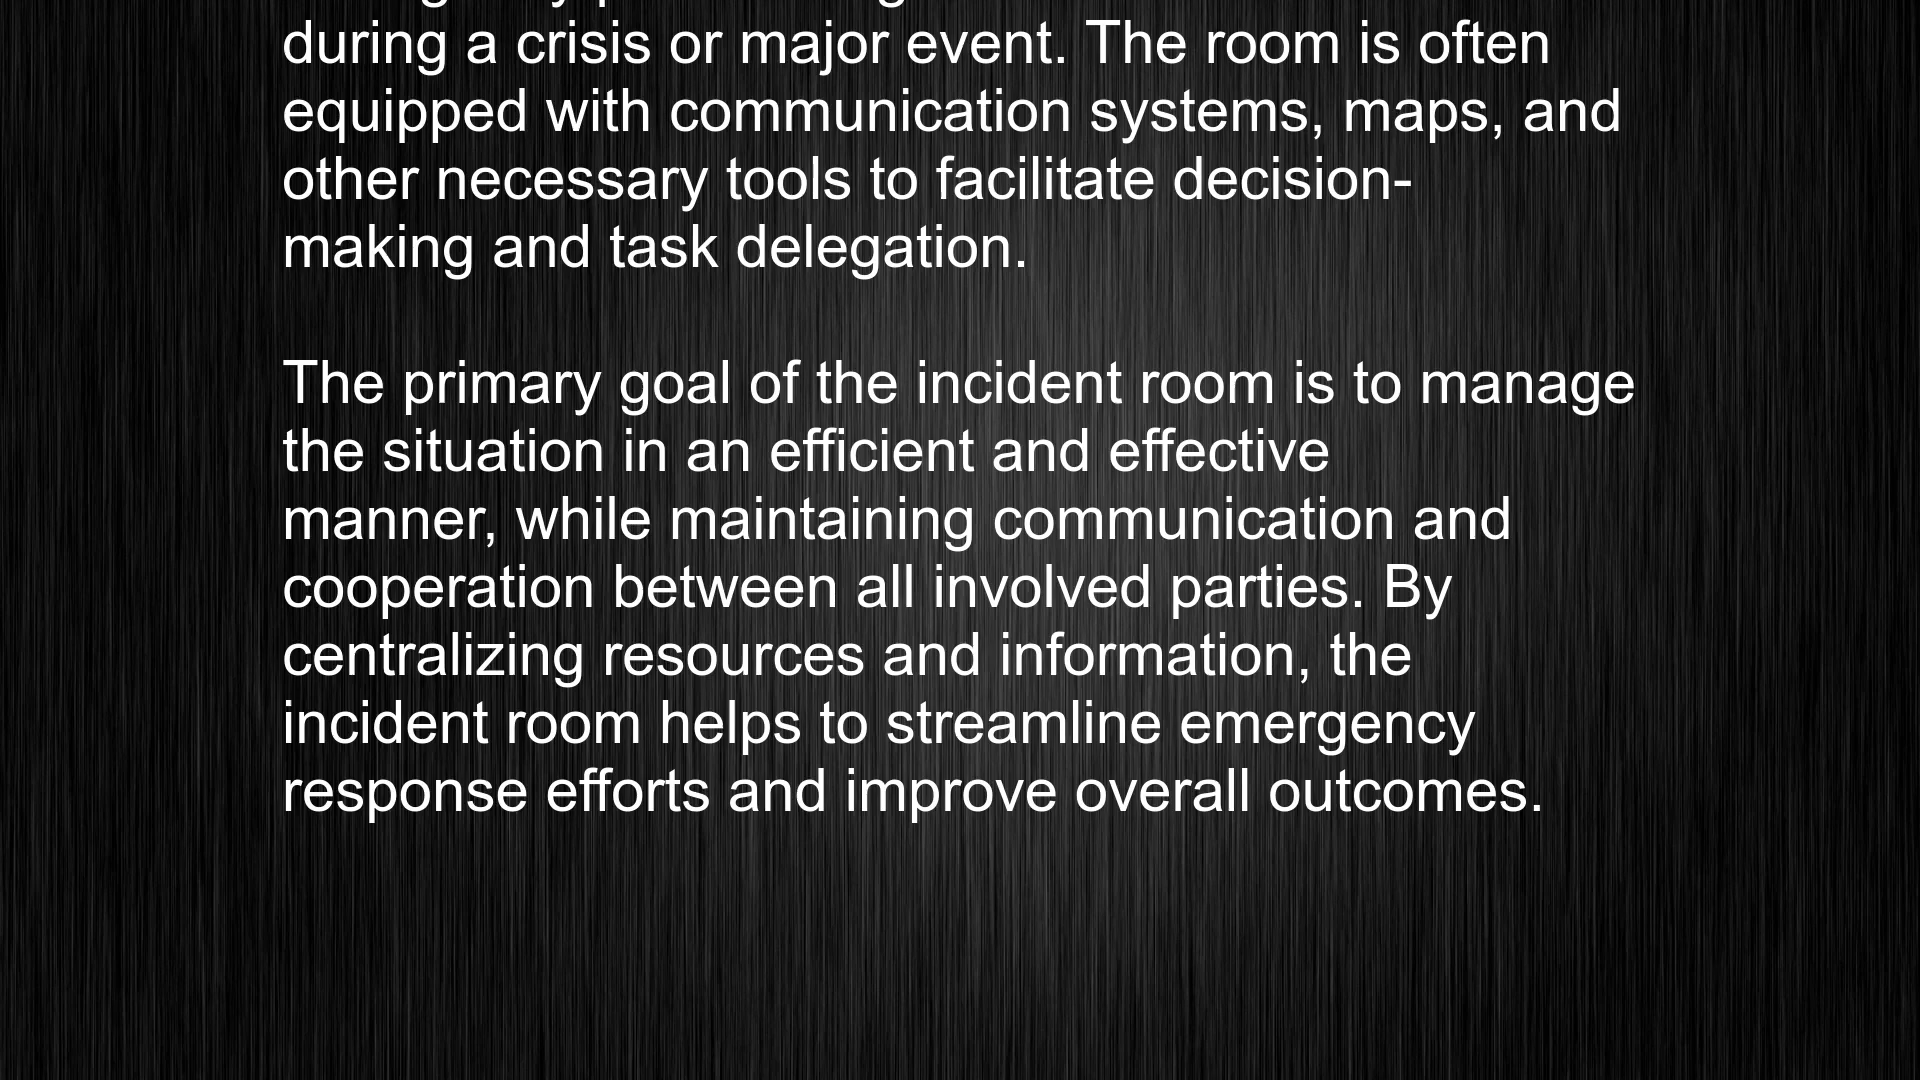 during a crisis or major event. The room is often
equipped with communication systems, maps, and
other necessary tools to facilitate decision-
making and task delegation.
The primary goal of the incident room is to manage
the situation in an efficient and effective
manner, while maintaining communication and
cooperation between all involved parties. By
centralizing resources and information, the
incident room helps to streamline emergency
response efforts and improve overall outcomes.